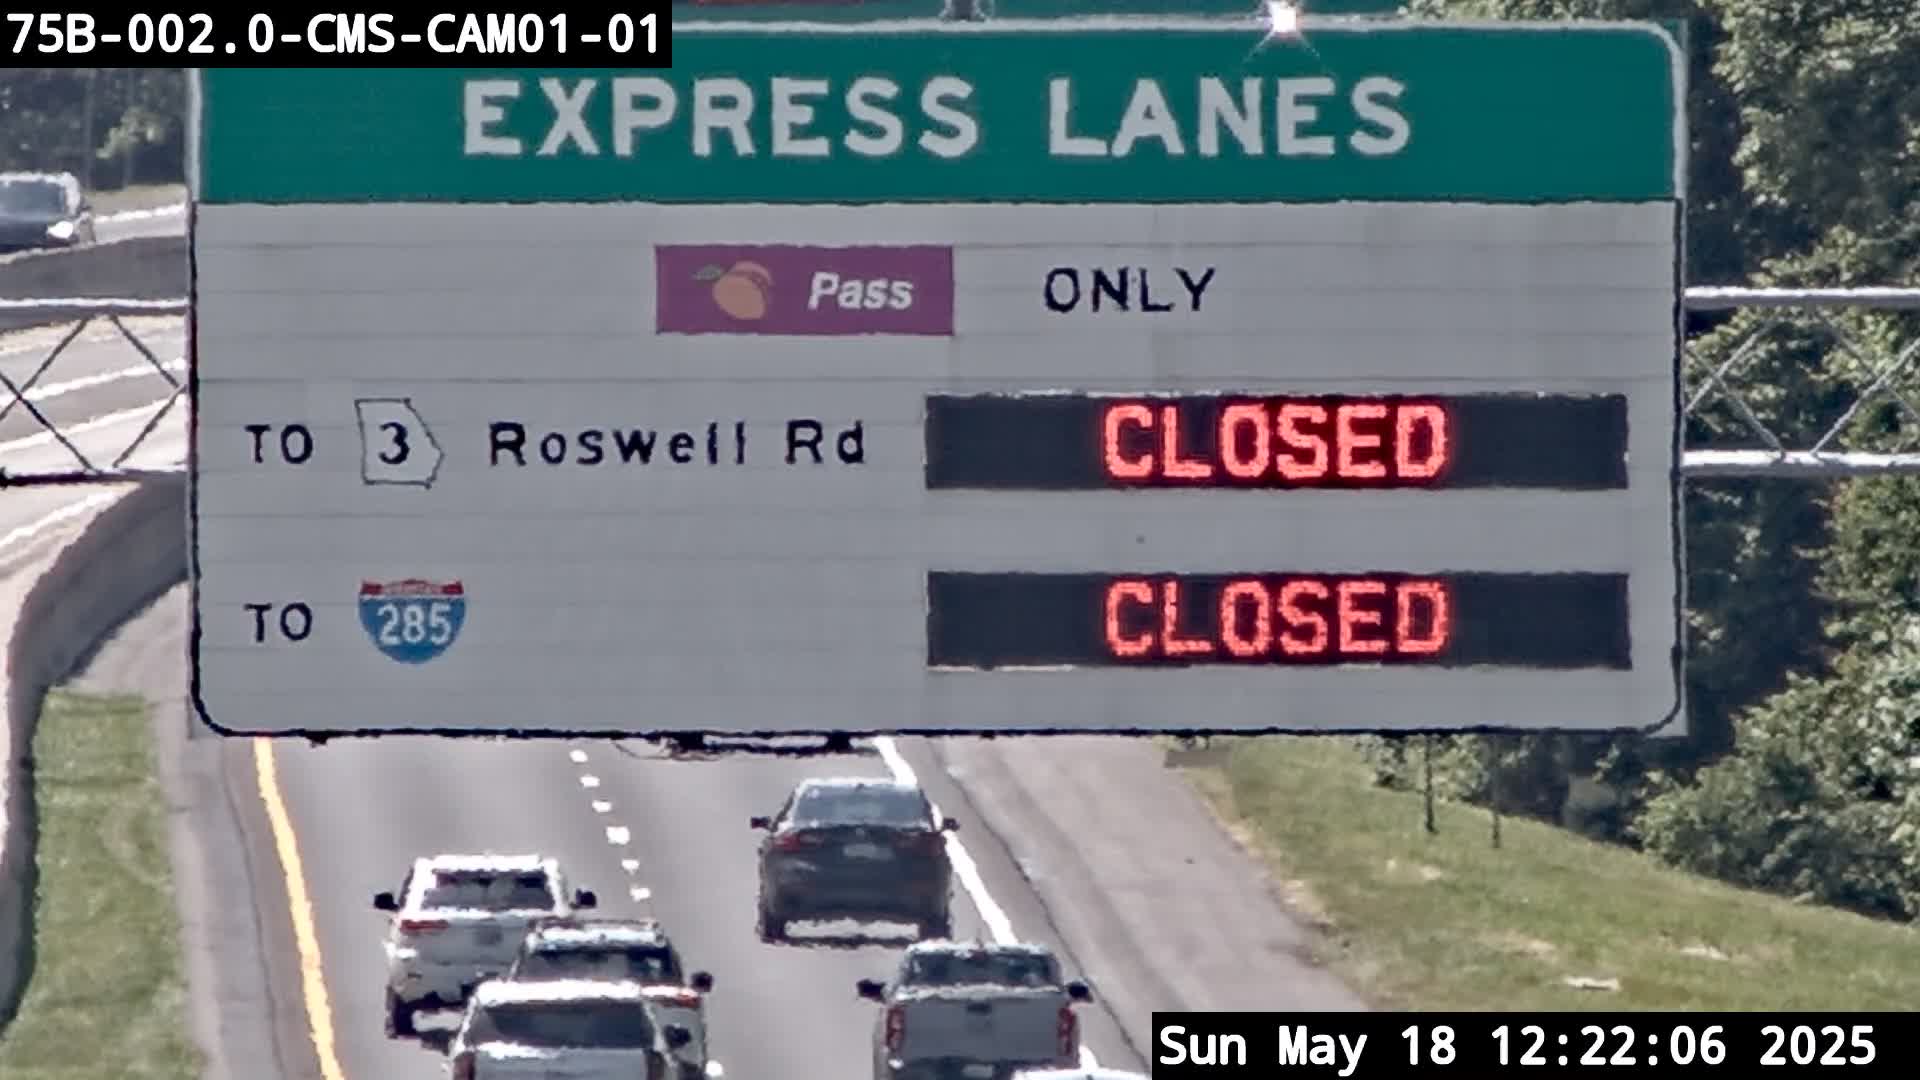 75B-002.0-CMS-CAM01-01
EXPRESS LANES
Pass ONLY
TO 3 Roswell Rd CLOSED
TO 285 CLOSED
Sun May 18 12:22:06 2025